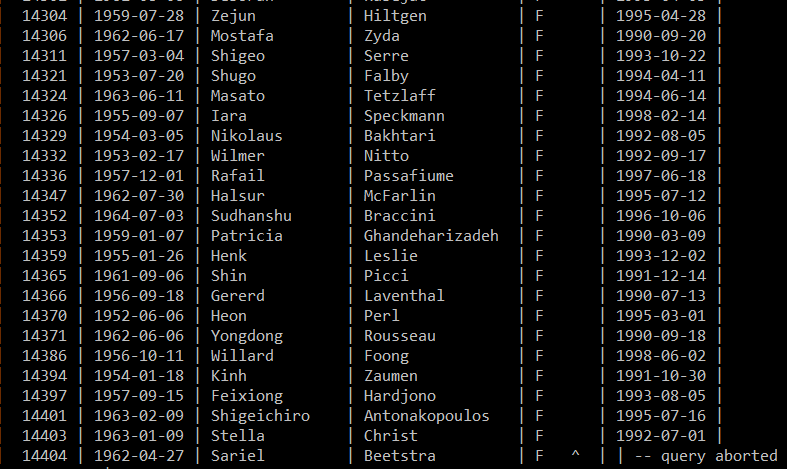 14304 | 1959-07-28 | Zejun | Hiltgen | F | 1995-04-28 |
14306 | 1962-06-17 | Mostafa | Zyda | F | 1990-09-20 |
14311 | 1957-03-04 | Shigeo | Serre | F | 1993-10-22 |
14321 | 1953-07-20 | Shugo | Falby | F | 1994-04-11 |
14324 | 1963-06-11 | Masato | Tetzlaff | F | 1994-06-14 |
14326 | 1955-09-07 | Iara | Speckmann | F | 1998-02-14 |
14329 | 1954-03-05 | Nikolaus | Bakhtari | F | 1992-08-05 |
14332 | 1953-02-17 | Wilmer | Nitto | F | 1992-09-17 |
14336 | 1957-12-01 | Rafail | Passafiume | F | 1997-06-18 |
14347 | 1962-07-30 | Halsur | McFarlin | F | 1995-07-12 |
14352 | 1964-07-03 | Sudhanshu | Braccini | F | 1996-10-06 |
14353 | 1959-01-07 | Patricia | Ghandeharizadeh | F | 1990-03-09 |
14359 | 1955-01-26 | Henk | Leslie | F | 1993-12-02 |
14365 | 1961-09-06 | Shin | Picci | F | 1991-12-14 |
14366 | 1956-09-18 | Gererd | Laventhal | F | 1990-07-13 |
14370 | 1952-06-06 | Heon | Perl | F | 1995-03-01 |
14371 | 1962-06-06 | Yongdong | Rousseau | F | 1990-09-18 |
14386 | 1956-10-11 | Willard | Foong | F | 1998-06-02 |
14394 | 1954-01-18 | Kinh | Zaumen | F | 1991-10-30 |
14397 | 1957-09-15 | Feixiong | Hardjono | F | 1993-08-05 |
14401 | 1963-02-09 | Shigeichiro | Antonakopoulos | F | 1995-07-16 |
14403 | 1963-01-09 | Stella | Christ | F | 1992-07-01 |
14404 | 1962-04-27 | Sariel | Beetstra | F ^ | | -- query aborted